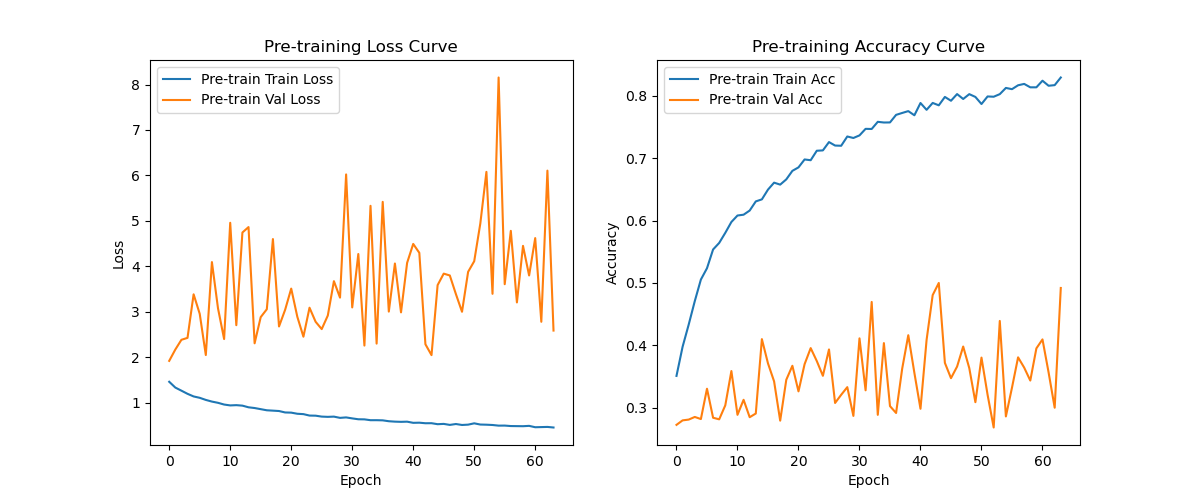 Pre-training Loss Curve
Pre-train Train Loss
Pre-train Val Loss
8
7
6
5
4
3
2
1
Loss
0 10 20 30 40 50 60
Epoch
Pre-training Accuracy Curve
Pre-train Train Acc
Pre-train Val Acc
0.8
0.7
0.6
0.5
0.4
0.3
Accuracy
0 10 20 30 40 50 60
Epoch